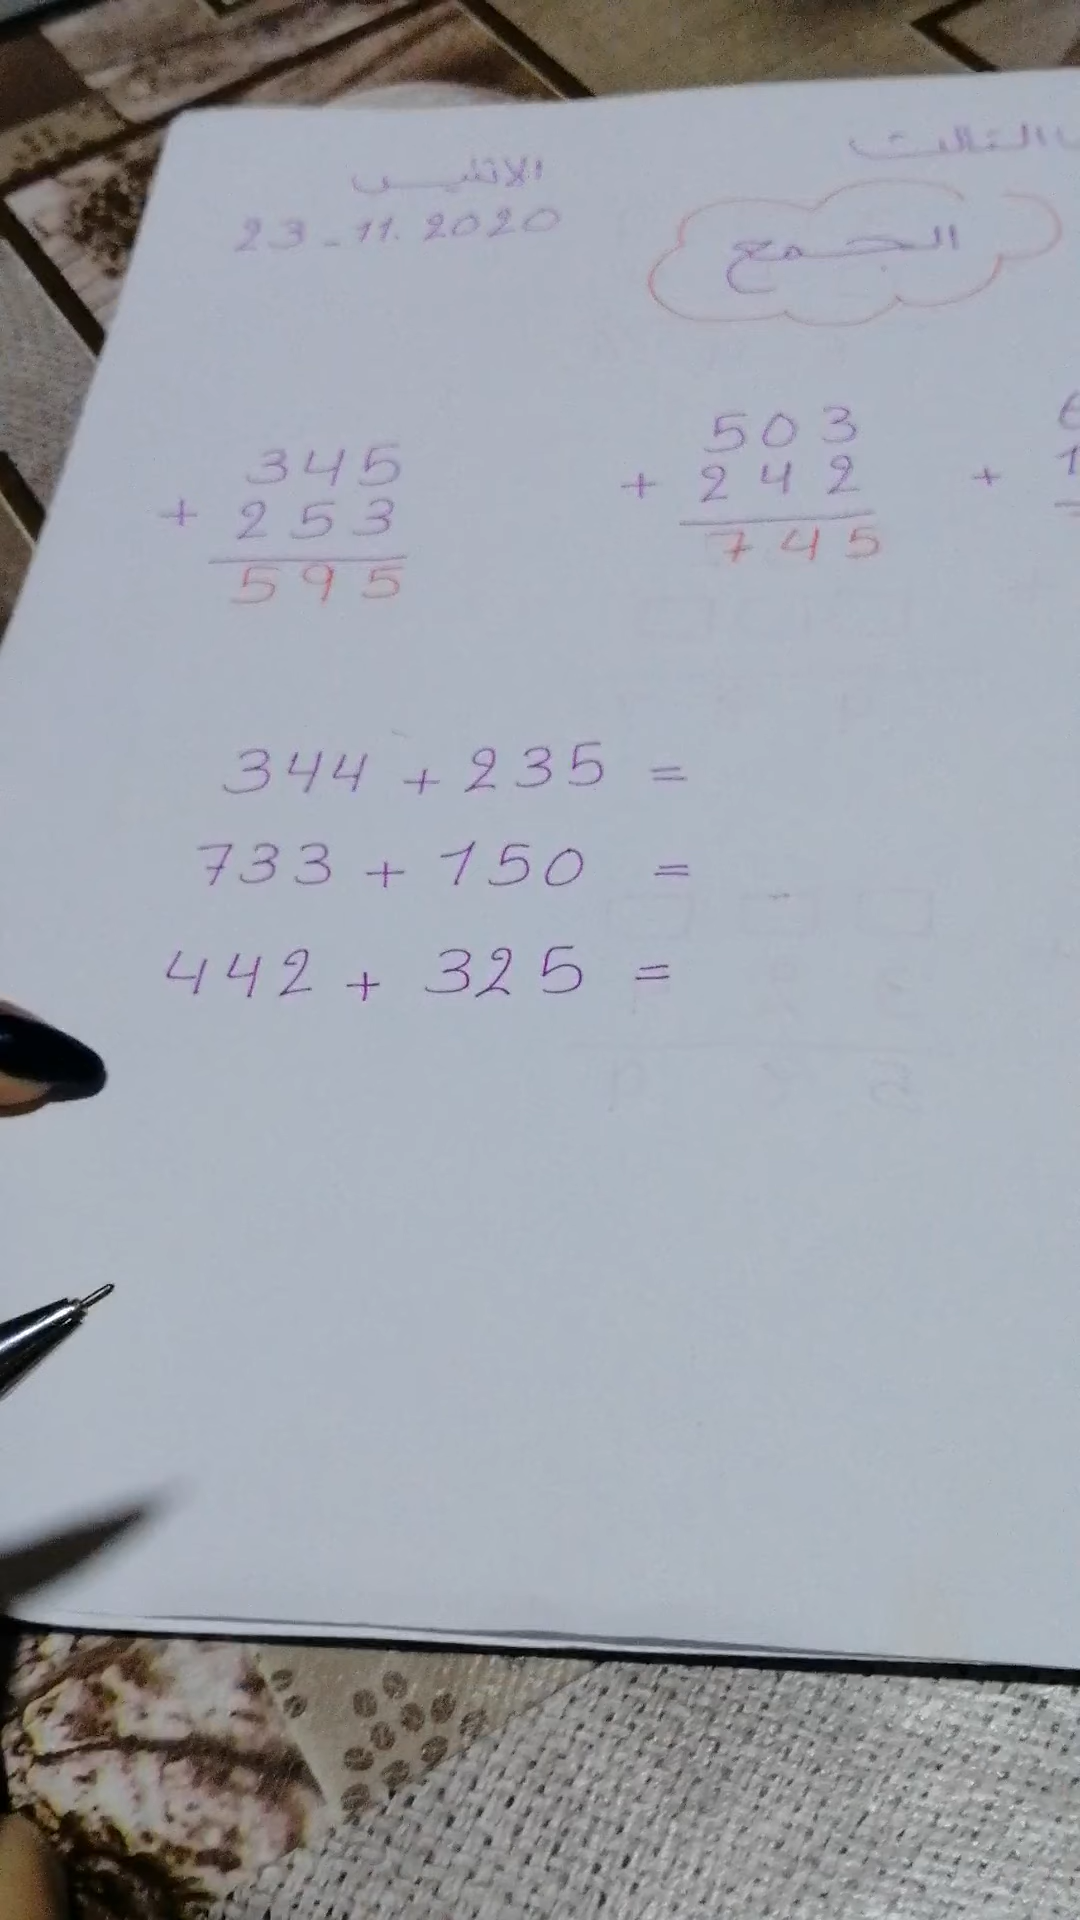 الثالث
الاثنين
23-11.2020
الجمع
345
+ 253
595
503
+ 242
745
+
344 + 235 =
733 + 150 =
442 + 325 =